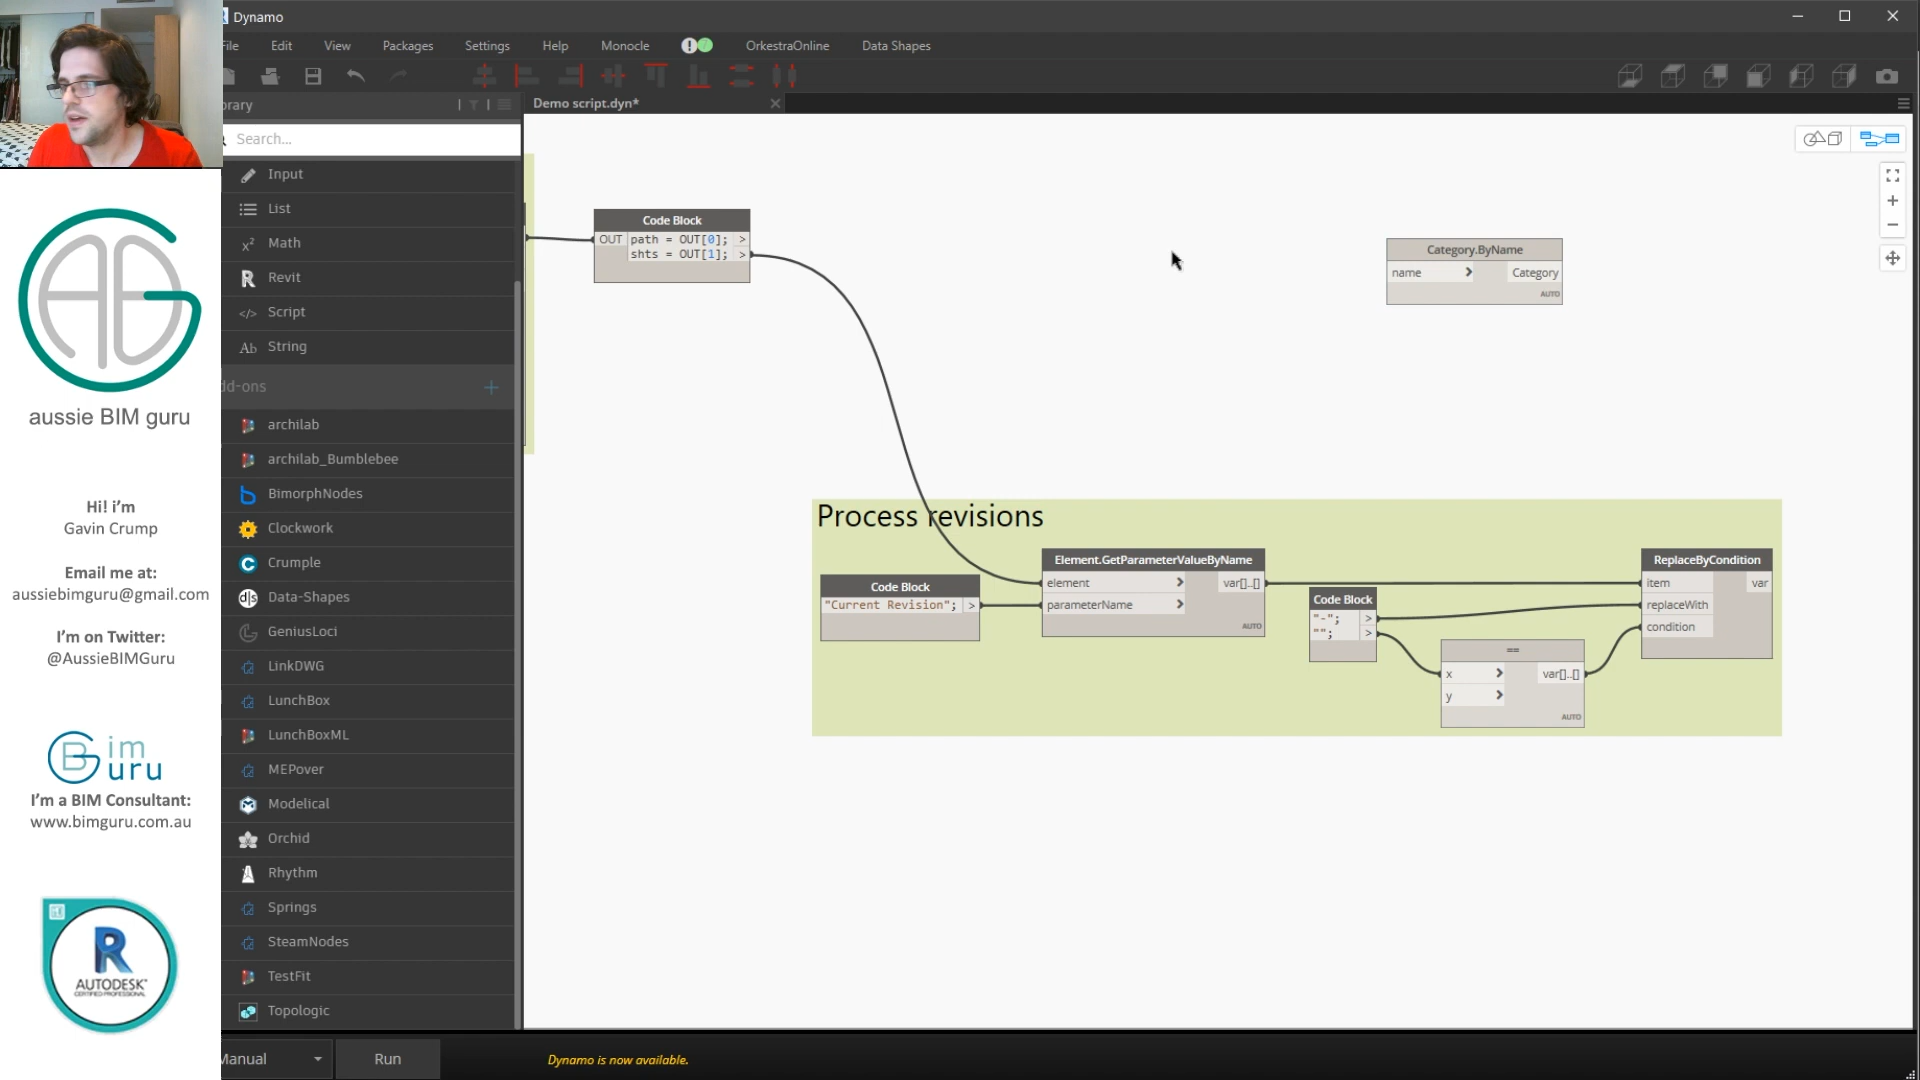 Dynamo
File Edit View Packages Settings Help Monocle OrkestraOnline Data Shapes
brary
Demo script.dyn*
Search...
Input
List
Math
Revit
Script
String
dd-ons
archilab
archilab_Bumblebee
BimorphNodes
Clockwork
Crumple
Data-Shapes
GeniusLoci
LinkDWG
LunchBox
LunchBoxML
MEPover
Modelical
Orchid
Rhythm
Springs
SteamNodes
TestFit
Topologic
Manual
Run
Dynamo is now available.
Code Block
OUT path = OUT[0]; >
shts = OUT[1]; >
Category.ByName
name > Category
AUTO
Process revisions
Code Block
"Current Revision"; >
Element.GetParameterValueByName
element > var[]..[]
parameterName >
AUTO
Code Block
"-"; >
""; >
==
x > var[]..[]
y >
AUTO
ReplaceByCondition
item var
replaceWith
condition
aussie BIM guru
Hi! i'm
Gavin Crump
Email me at:
aussiebimguru@gmail.com
I'm on Twitter:
@AussieBIMGuru
Bim
Guru
I'm a BIM Consultant:
www.bimguru.com.au
R
AUTODESK
CERTIFIED PROFESSIONAL